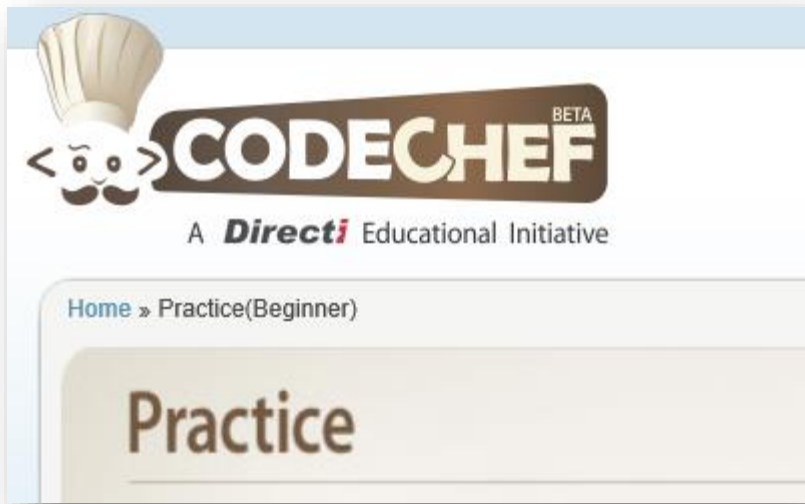 BETA
CODECHEF
A Directi Educational Initiative
Home » Practice(Beginner)
Practice